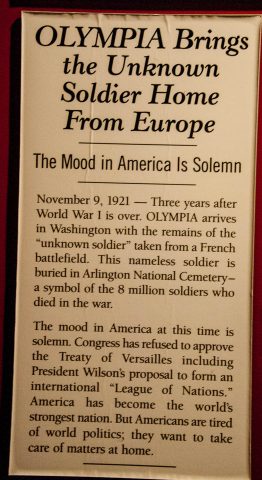 OLYMPIA Brings
the Unknown
Soldier Home
From Europe
The Mood in America Is Solemn
November 9, 1921 — Three years after
World War I is over. OLYMPIA arrives
in Washington with the remains of the
“unknown soldier” taken from a French
battlefield. This nameless soldier is
buried in Arlington National Cemetery–
a symbol of the 8 million soldiers who
died in the war.
The mood in America at this time is
solemn. Congress has refused to approve
the Treaty of Versailles including
President Wilson's proposal to form an
international “League of Nations.”
America has become the world's
strongest nation. But Americans are tired
of world politics; they want to take
care of matters at home.